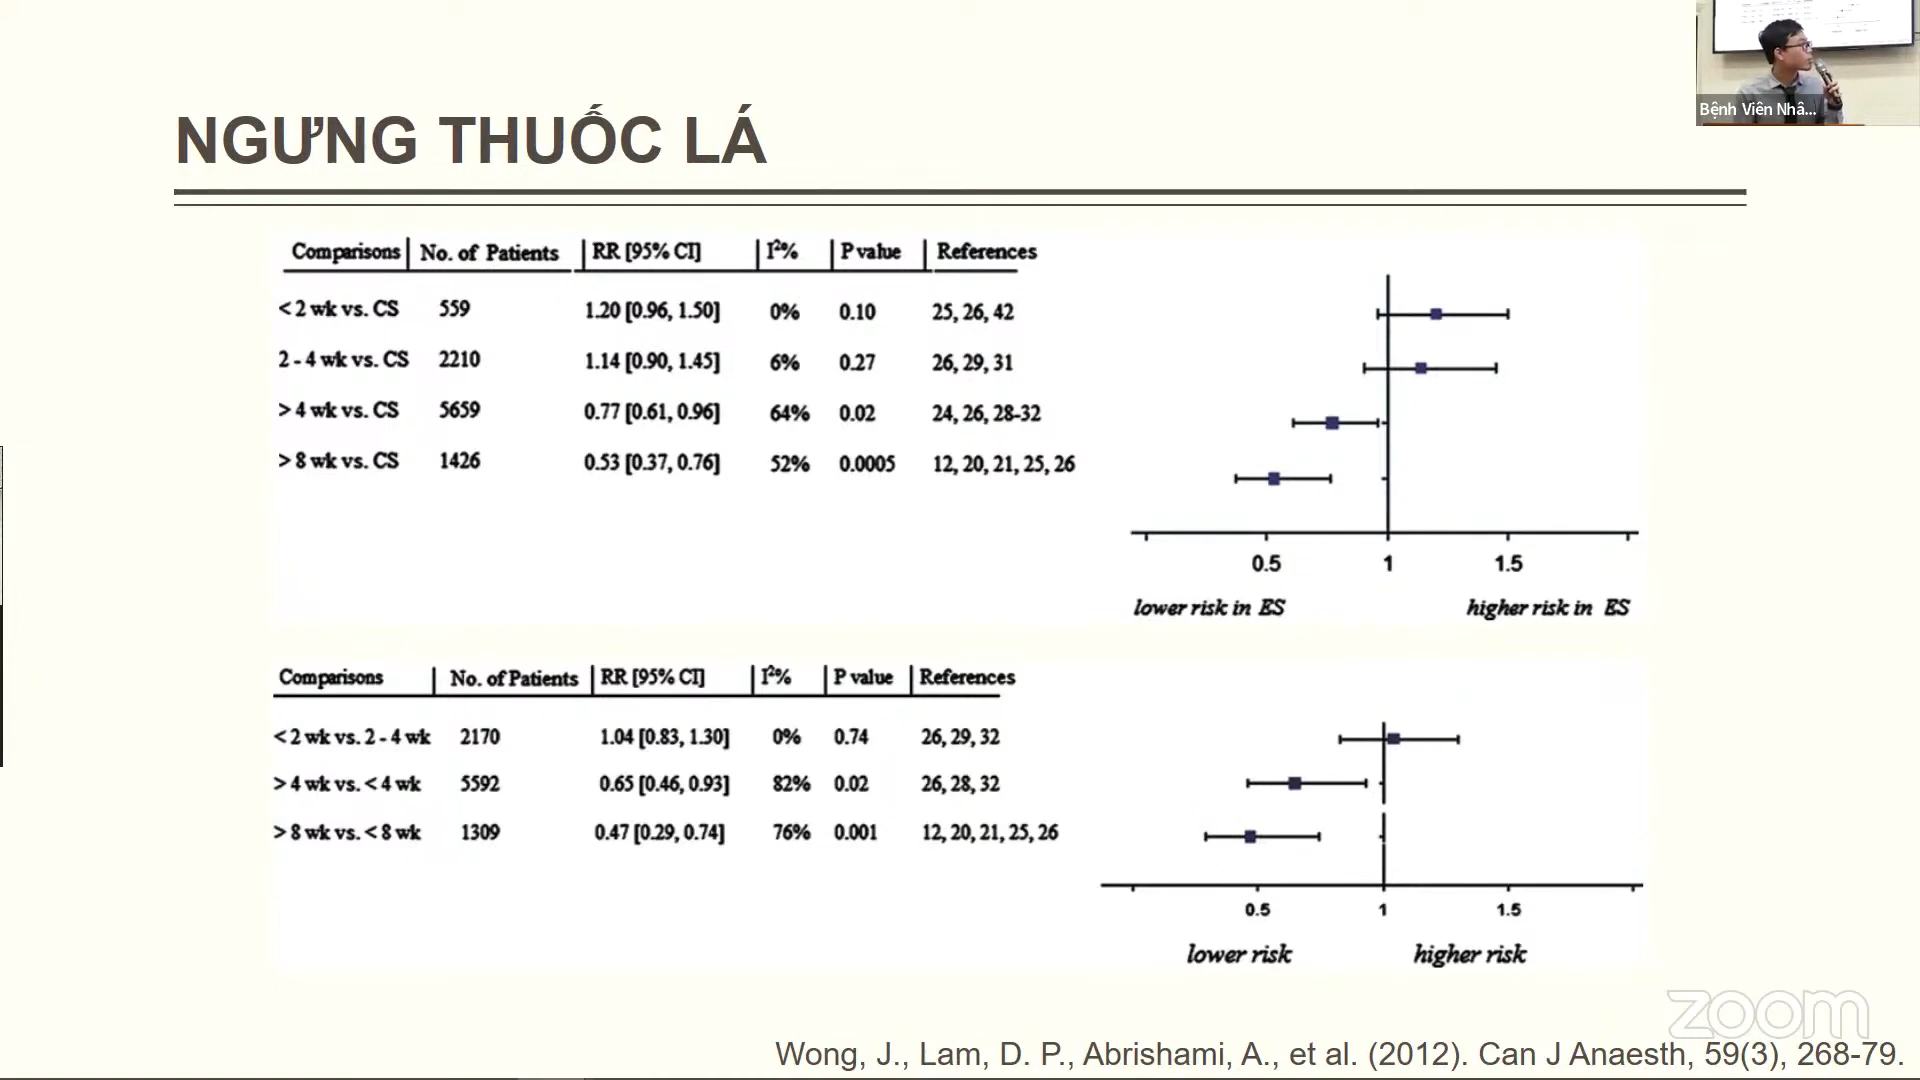 Bệnh Viên Nhâ...
NGƯNG THUỐC LÁ
Comparisons No. of Patients RR [95% CI] I²% P value References
< 2 wk vs. CS 559 1.20 [0.96, 1.50] 0% 0.10 25, 26, 42
2 - 4 wk vs. CS 2210 1.14 [0.90, 1.45] 6% 0.27 26, 29, 31
> 4 wk vs. CS 5659 0.77 [0.61, 0.96] 64% 0.02 24, 26, 28-32
> 8 wk vs. CS 1426 0.53 [0.37, 0.76] 52% 0.0005 12, 20, 21, 25, 26
0.5 1 1.5
lower risk in ES higher risk in ES
Comparisons No. of Patients RR [95% CI] I²% P value References
< 2 wk vs. 2 - 4 wk 2170 1.04 [0.83, 1.30] 0% 0.74 26, 29, 32
> 4 wk vs. < 4 wk 5592 0.65 [0.46, 0.93] 82% 0.02 26, 28, 32
> 8 wk vs. < 8 wk 1309 0.47 [0.29, 0.74] 76% 0.001 12, 20, 21, 25, 26
0.5 1 1.5
lower risk higher risk
zoom
Wong, J., Lam, D. P., Abrishami, A., et al. (2012). Can J Anaesth, 59(3), 268-79.